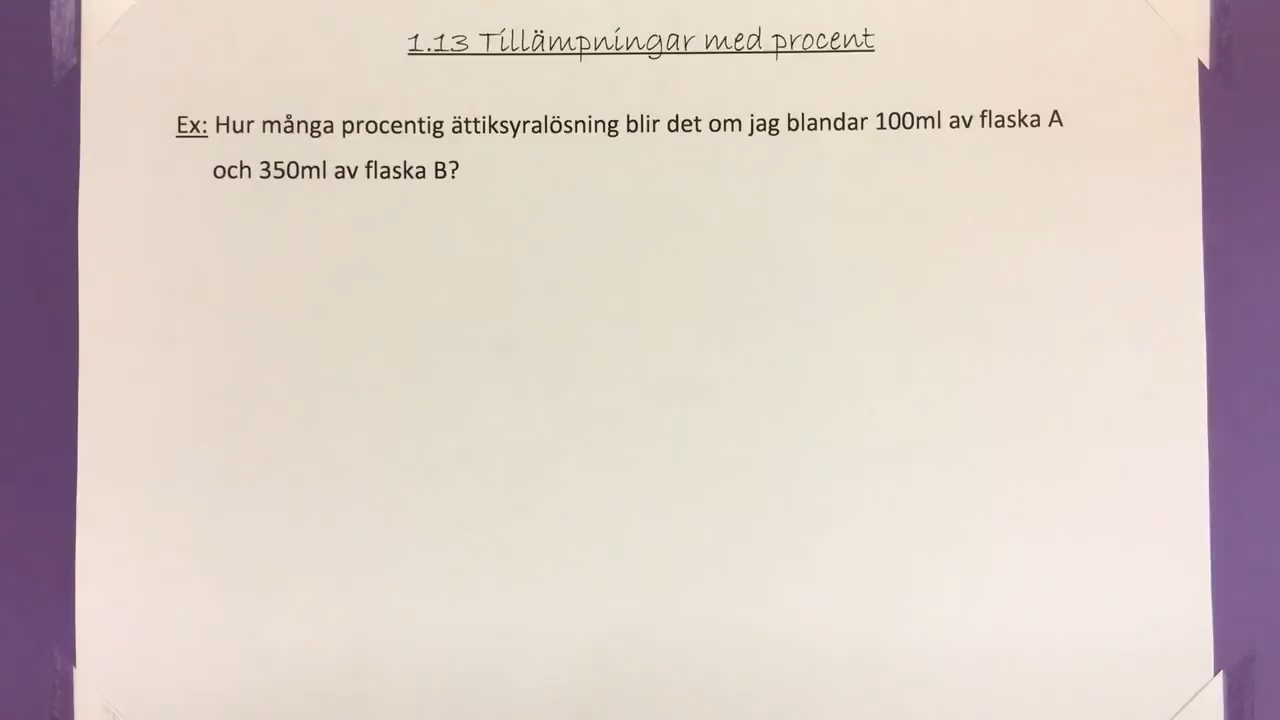 1.13 Tillämpningar med procent
Ex: Hur många procentig ättiksyralösning blir det om jag blandar 100ml av flaska A
och 350ml av flaska B?